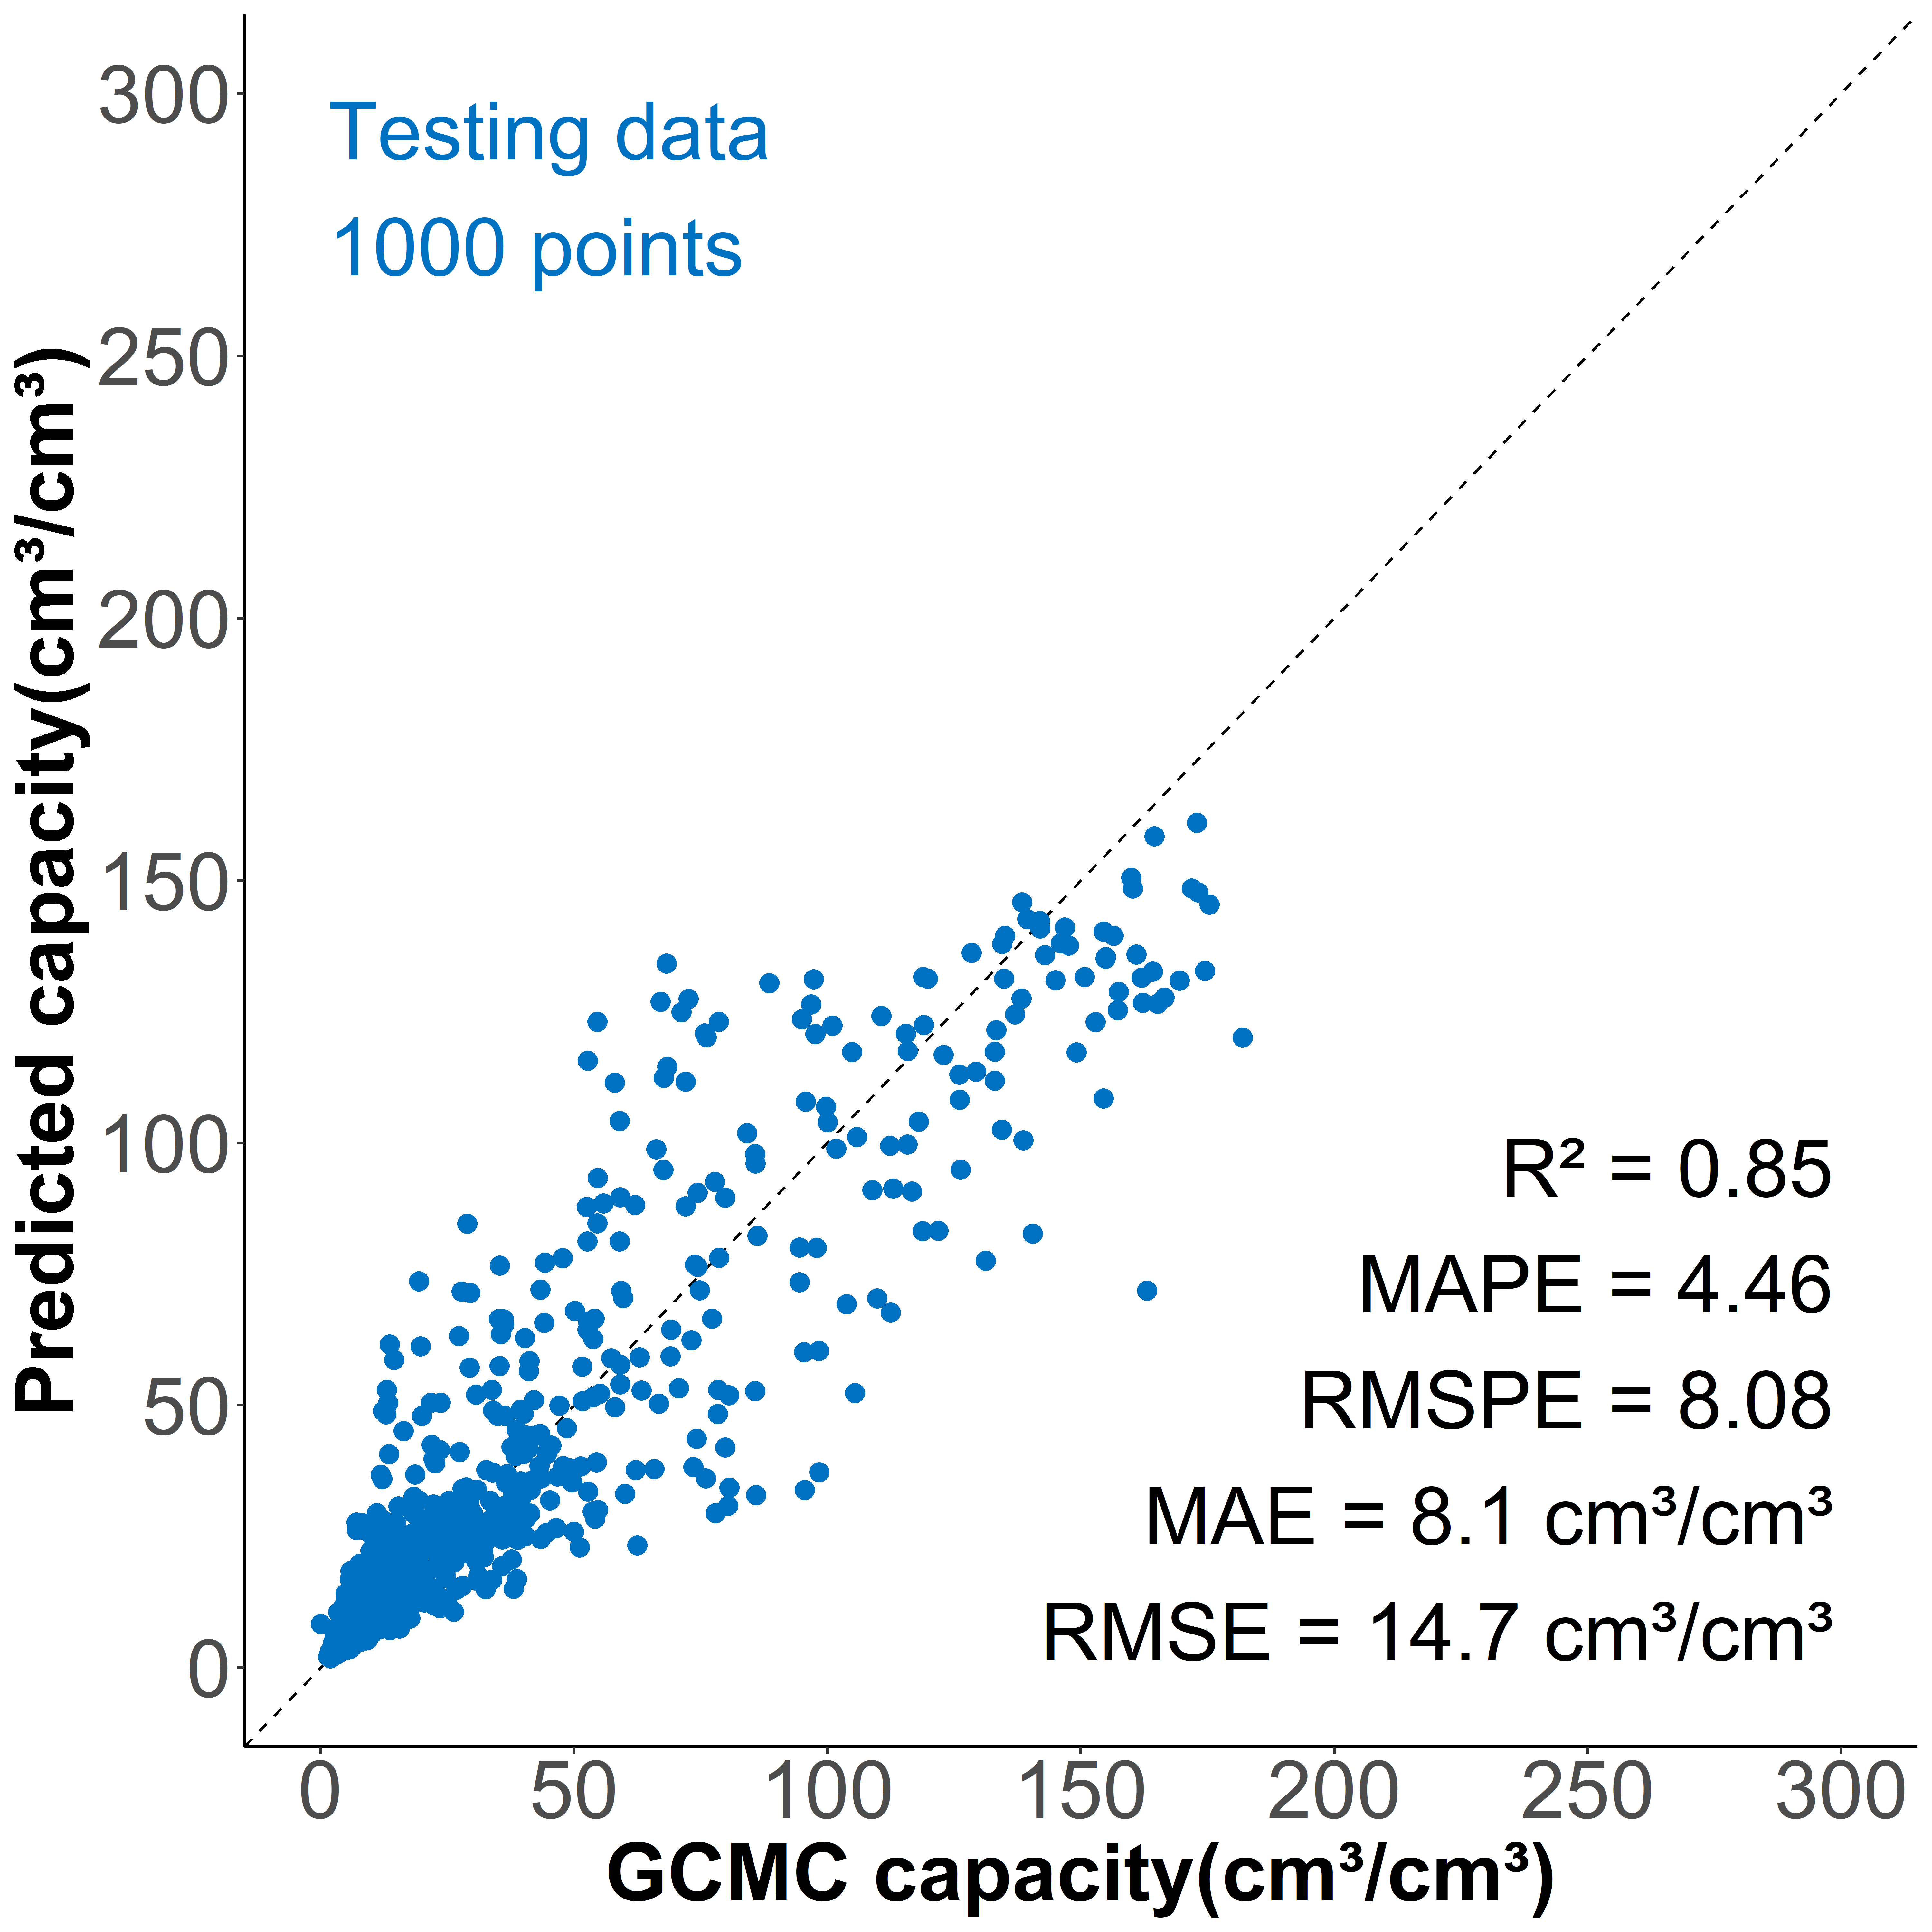 Testing data
1000 points
Predicted capacity(cm³/cm³)
300
250
200
150
100
50
0
R² = 0.85
MAPE = 4.46
RMSPE = 8.08
MAE = 8.1 cm³/cm³
RMSE = 14.7 cm³/cm³
0 50 100 150 200 250 300
GCMC capacity(cm³/cm³)